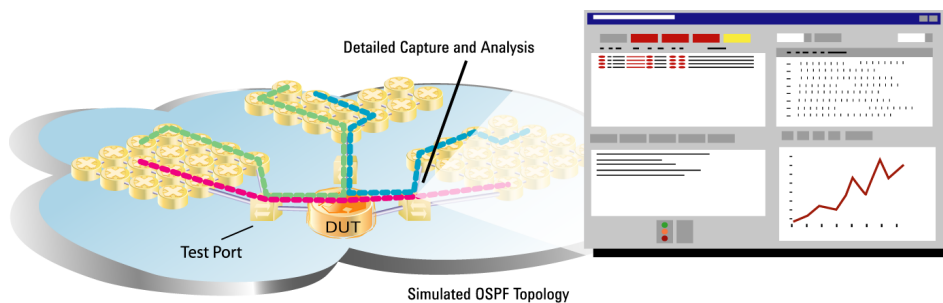 Detailed Capture and Analysis
DUT
Test Port
Simulated OSPF Topology